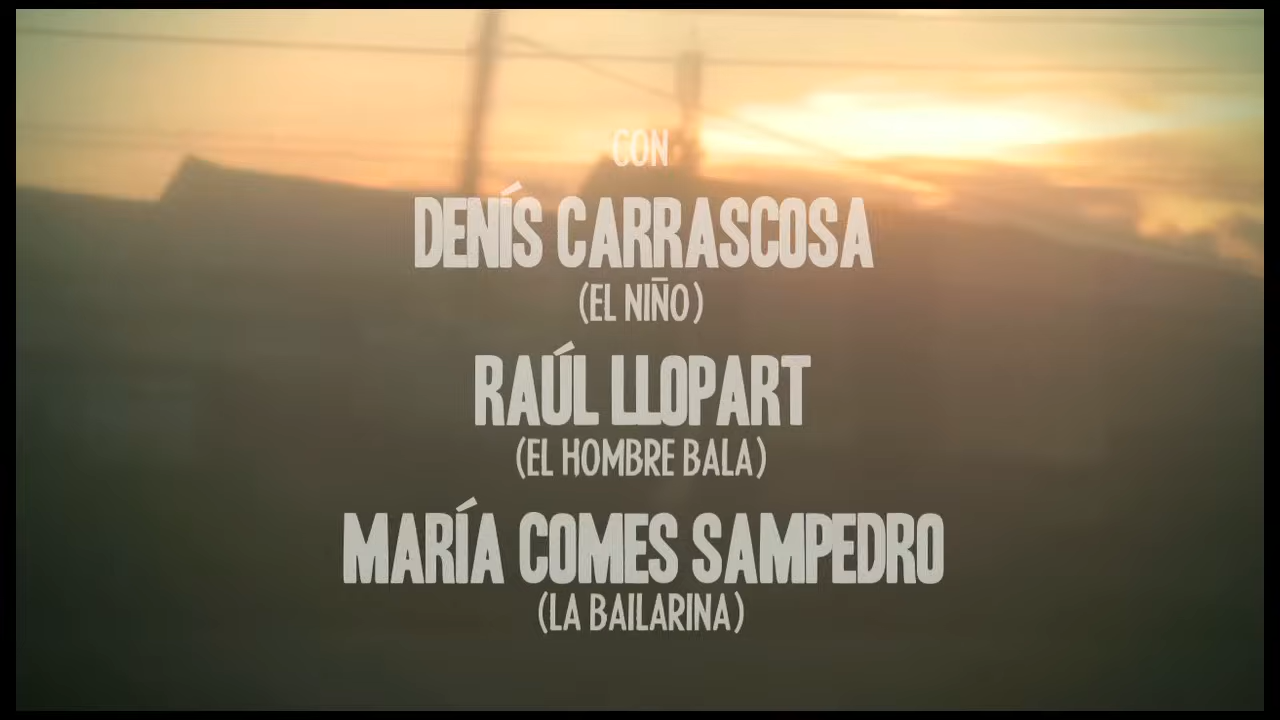 CON
DENÍS CARRASCOSA
(EL NIÑO)
RAÚL LLOPART
(EL HOMBRE BALA)
MARÍA COMES SAMPEDRO
(LA BAILARINA)